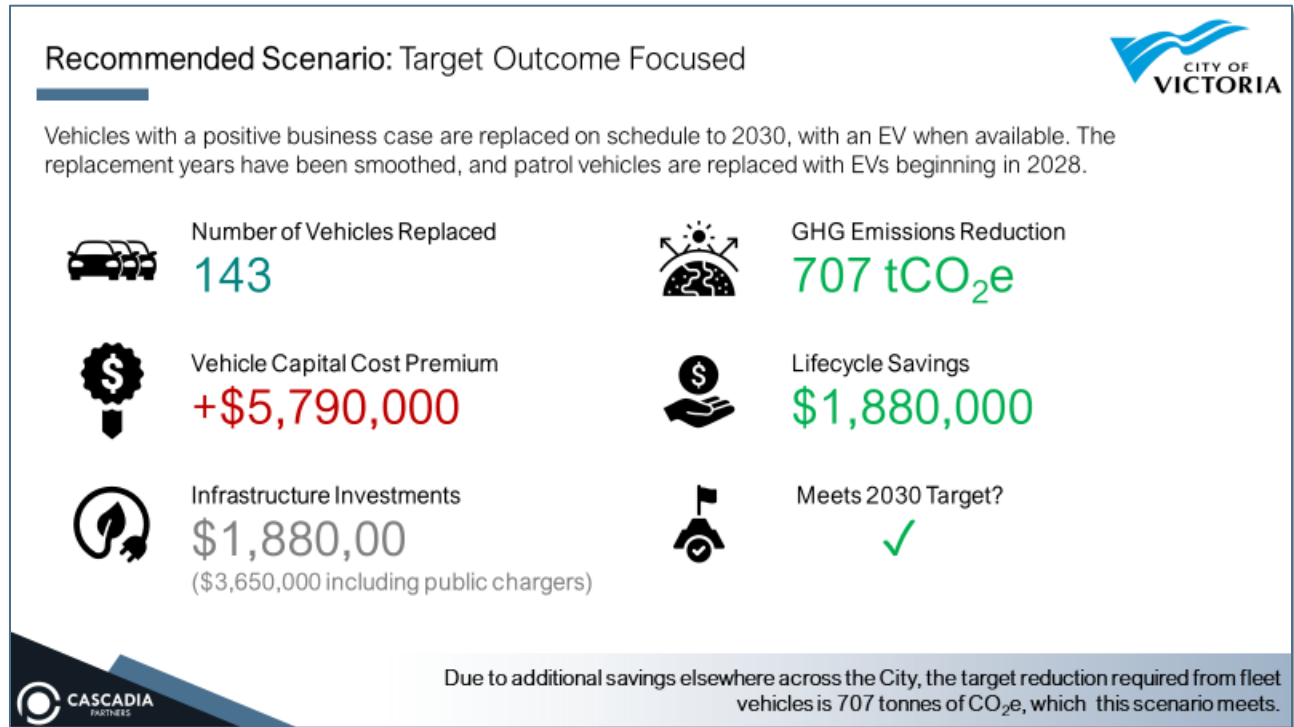 Recommended Scenario: Target Outcome Focused
CITY OF
VICTORIA
Vehicles with a positive business case are replaced on schedule to 2030, with an EV when available. The
replacement years have been smoothed, and patrol vehicles are replaced with EVs beginning in 2028.
Number of Vehicles Replaced
143
GHG Emissions Reduction
707 tCO₂e
$
Vehicle Capital Cost Premium
+$5,790,000
$
Lifecycle Savings
$1,880,000
Infrastructure Investments
$1,880,00
($3,650,000 including public chargers)
Meets 2030 Target?
✓
Due to additional savings elsewhere across the City, the target reduction required from fleet
vehicles is 707 tonnes of CO₂e, which this scenario meets.
CASCADIA
PARTNERS